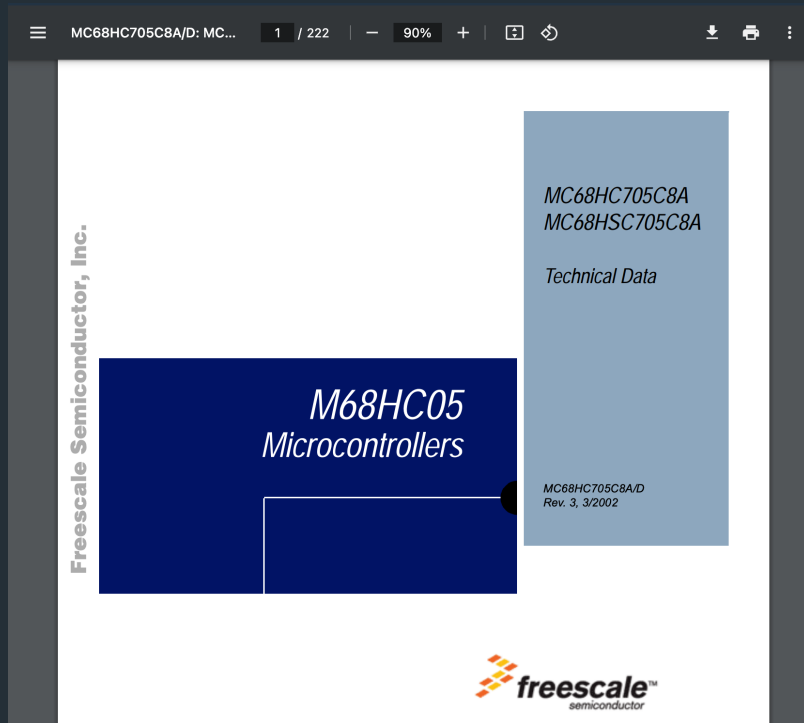 MC68HC705C8A/D: MC... 1 / 222 90%
MC68HC705C8A
MC68HSC705C8A
Technical Data
Freescale Semiconductor, Inc.
M68HC05
Microcontrollers
MC68HC705C8A/D
Rev. 3, 3/2002
freescale™
semiconductor